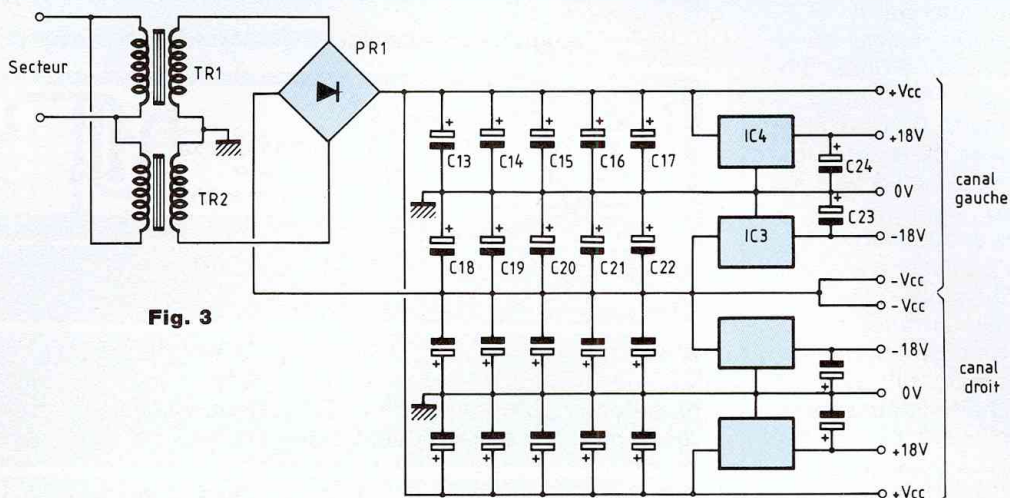 Secteur
TR1
TR2
PR1
Fig. 3
+
+
+
+
+
C13
C14
C15
C16
C17
+
+
+
+
+
C18
C19
C20
C21
C22
IC4
IC3
+
C24
+
C23
+Vcc
+18V
0V
-18V
-Vcc
canal
gauche
-Vcc
-18V
0V
+18V
+Vcc
canal
droit
+
+
+
+
+
+
+
+
+
+
+
+